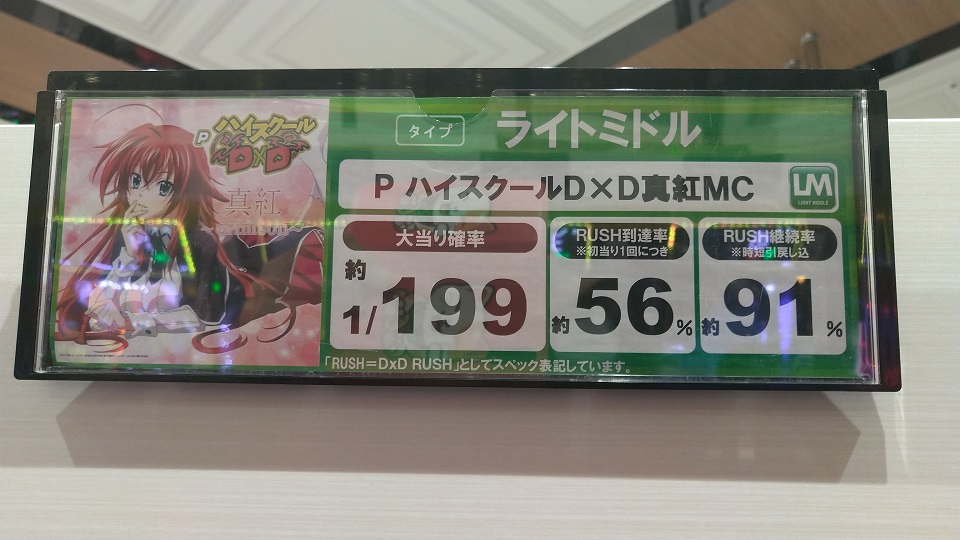 P ハイスクール
D×D
真紅
タイプ ライトミドル
P ハイスクールD×D真紅MC
LM
LIGHT MIDDLE
大当り確率
約1/199
RUSH到達率
※初当り1回につき
約56%
RUSH継続率
※時短引戻し込
約91%
「RUSH=DxD RUSH」としてスペック表記しています。